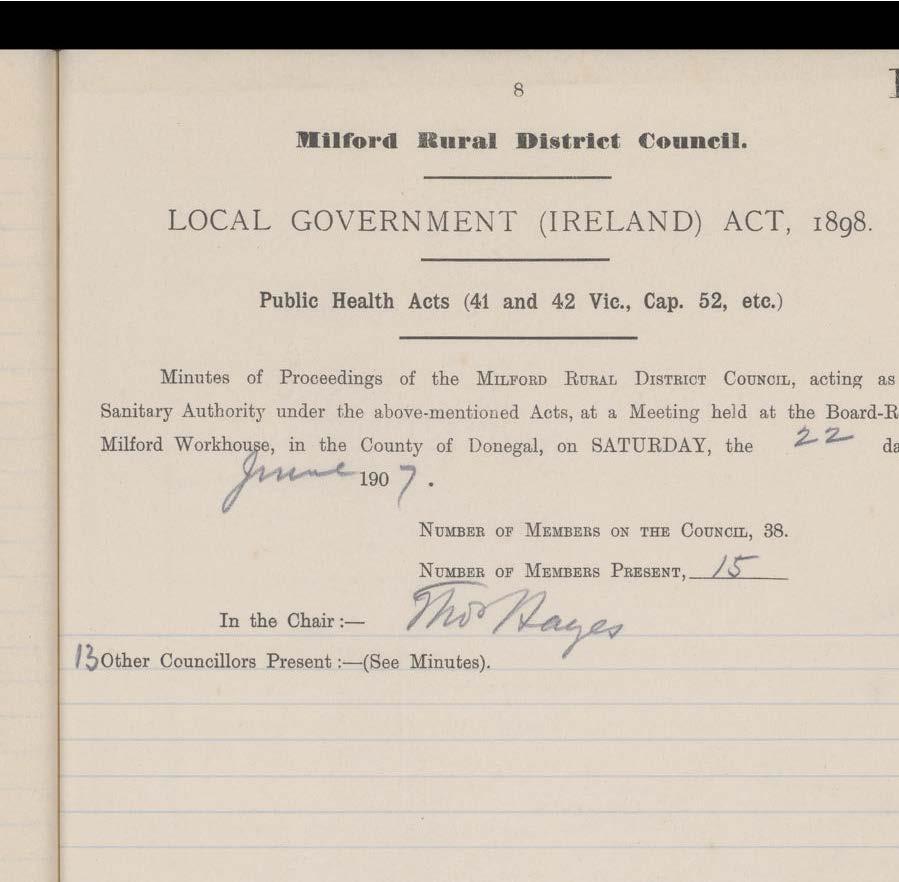 8
Milford Rural District Council.
LOCAL GOVERNMENT (IRELAND) ACT, 1898.
Public Health Acts (41 and 42 Vic., Cap. 52, etc.)
Minutes of Proceedings of the Milford Rural District Council, acting as
Sanitary Authority under the above-mentioned Acts, at a Meeting held at the Board-R
Milford Workhouse, in the County of Donegal, on SATURDAY, the 22 da
June 1907.
Number of Members on the Council, 38.
Number of Members Present, 15
In the Chair:— Thos Hayes
13 Other Councillors Present:—(See Minutes).